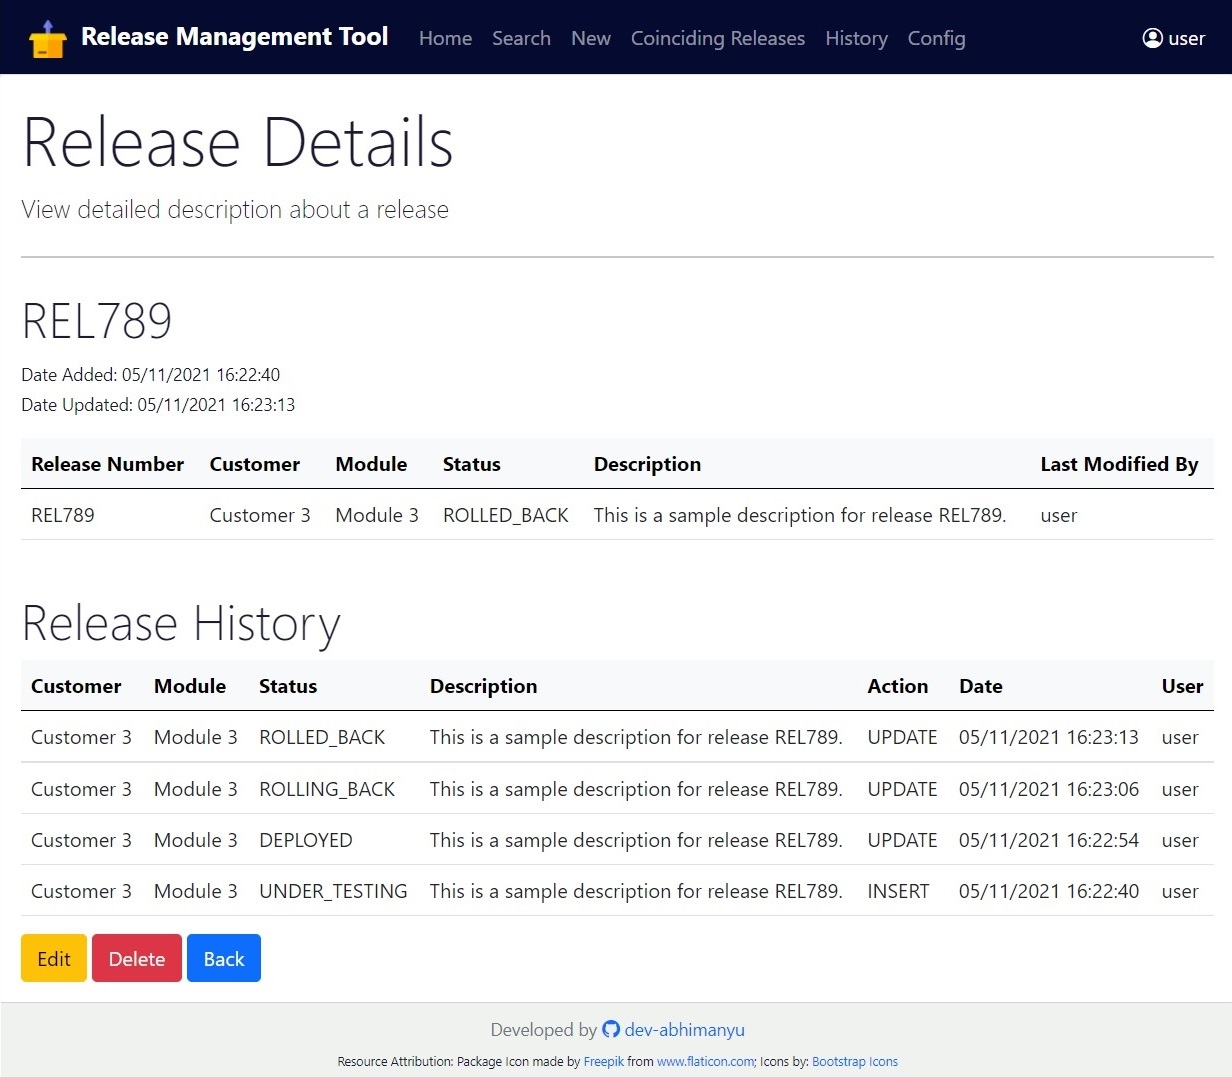 Release Management Tool Home Search New Coinciding Releases History Config user
Release Details
View detailed description about a release
REL789
Date Added: 05/11/2021 16:22:40
Date Updated: 05/11/2021 16:23:13
Release Number Customer Module Status Description Last Modified By
REL789 Customer 3 Module 3 ROLLED_BACK This is a sample description for release REL789. user
Release History
Customer Module Status Description Action Date User
Customer 3 Module 3 ROLLED_BACK This is a sample description for release REL789. UPDATE 05/11/2021 16:23:13 user
Customer 3 Module 3 ROLLING_BACK This is a sample description for release REL789. UPDATE 05/11/2021 16:23:06 user
Customer 3 Module 3 DEPLOYED This is a sample description for release REL789. UPDATE 05/11/2021 16:22:54 user
Customer 3 Module 3 UNDER_TESTING This is a sample description for release REL789. INSERT 05/11/2021 16:22:40 user
Edit Delete Back
Developed by dev-abhimanyu
Resource Attribution: Package Icon made by Freepik from www.flaticon.com; Icons by: Bootstrap Icons